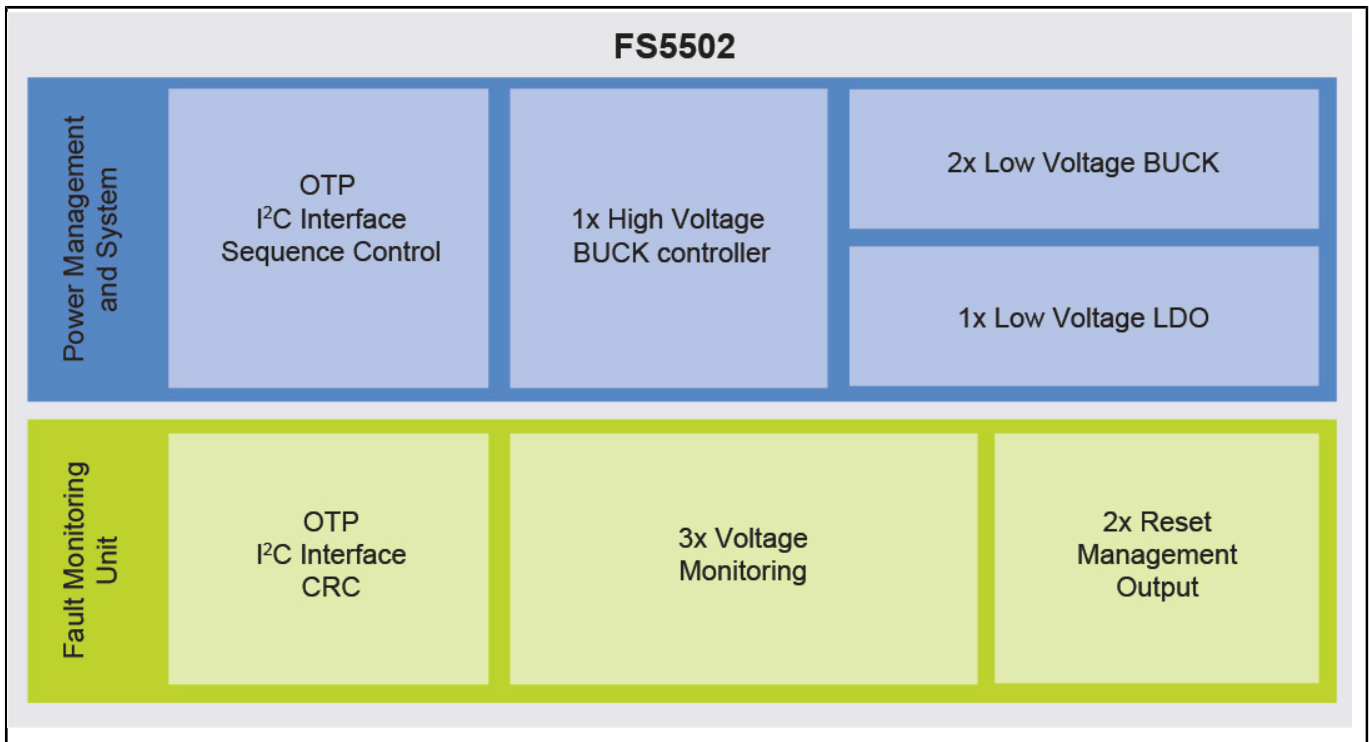 FS5502
Power Management
and System
OTP
I²C Interface
Sequence Control
1x High Voltage
BUCK controller
2x Low Voltage BUCK
1x Low Voltage LDO
Fault Monitoring
Unit
OTP
I²C Interface
CRC
3x Voltage
Monitoring
2x Reset
Management
Output